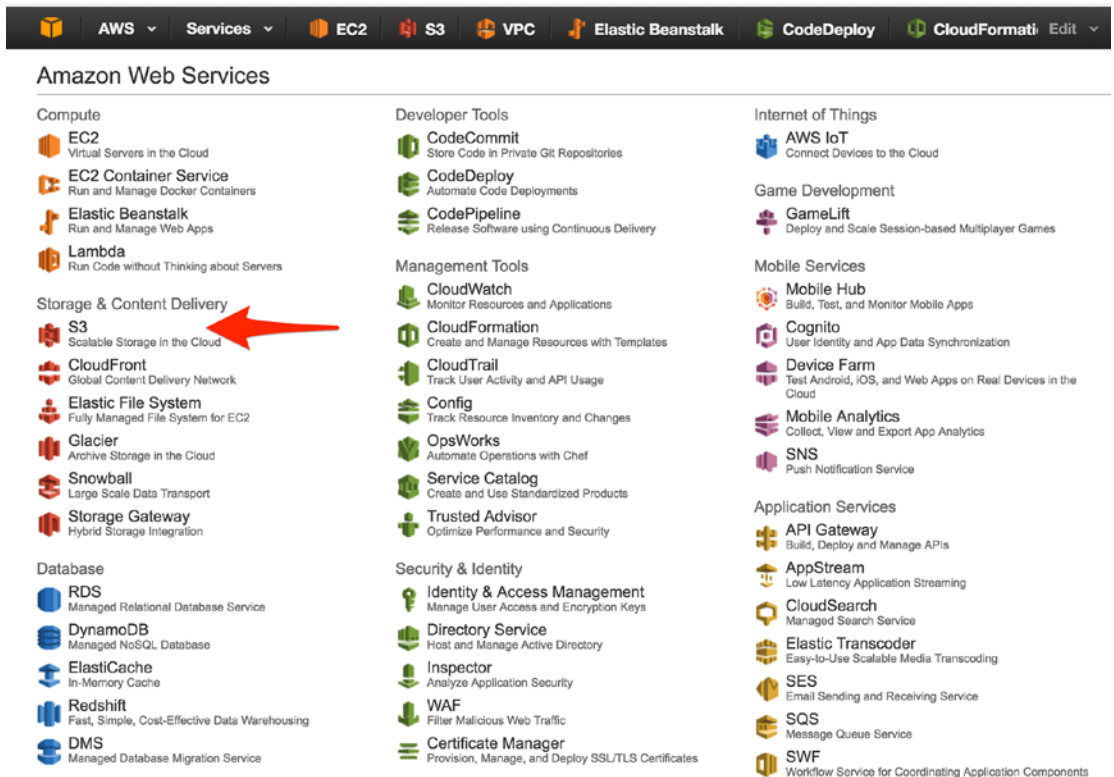 AWS Services EC2 S3 VPC Elastic Beanstalk CodeDeploy CloudFormati Edit
Amazon Web Services
Compute
EC2
Virtual Servers in the Cloud
EC2 Container Service
Run and Manage Docker Containers
Elastic Beanstalk
Run and Manage Web Apps
Lambda
Run Code without Thinking about Servers
Storage & Content Delivery
S3
Scalable Storage in the Cloud
CloudFront
Global Content Delivery Network
Elastic File System
Fully Managed File System for EC2
Glacier
Archive Storage in the Cloud
Snowball
Large Scale Data Transport
Storage Gateway
Hybrid Storage Integration
Database
RDS
Managed Relational Database Service
DynamoDB
Managed NoSQL Database
ElastiCache
In-Memory Cache
Redshift
Fast, Simple, Cost-Effective Data Warehousing
DMS
Managed Database Migration Service
Developer Tools
CodeCommit
Store Code in Private Git Repositories
CodeDeploy
Automate Code Deployments
CodePipeline
Release Software using Continuous Delivery
Management Tools
CloudWatch
Monitor Resources and Applications
CloudFormation
Create and Manage Resources with Templates
CloudTrail
Track User Activity and API Usage
Config
Track Resource Inventory and Changes
OpsWorks
Automate Operations with Chef
Service Catalog
Create and Use Standardized Products
Trusted Advisor
Optimize Performance and Security
Security & Identity
Identity & Access Management
Manage User Access and Encryption Keys
Directory Service
Host and Manage Active Directory
Inspector
Analyze Application Security
WAF
Filter Malicious Web Traffic
Certificate Manager
Provision, Manage, and Deploy SSL/TLS Certificates
Internet of Things
AWS IoT
Connect Devices to the Cloud
Game Development
GameLift
Deploy and Scale Session-based Multiplayer Games
Mobile Services
Mobile Hub
Build, Test, and Monitor Mobile Apps
Cognito
User Identity and App Data Synchronization
Device Farm
Test Android, iOS, and Web Apps on Real Devices in the
Cloud
Mobile Analytics
Collect, View and Export App Analytics
SNS
Push Notification Service
Application Services
API Gateway
Build, Deploy and Manage APIs
AppStream
Low Latency Application Streaming
CloudSearch
Managed Search Service
Elastic Transcoder
Easy-to-Use Scalable Media Transcoding
SES
Email Sending and Receiving Service
SQS
Message Queue Service
SWF
Workflow Service for Coordinating Application Components